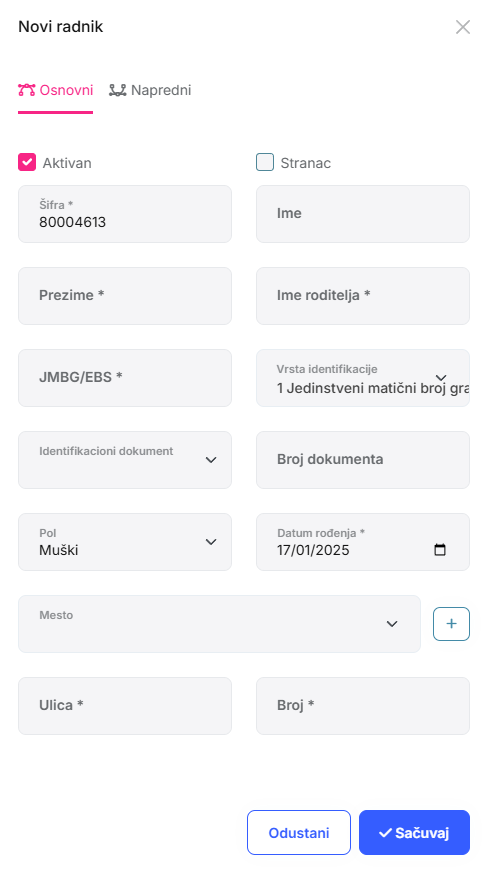 Novi radnik
Osnovni
Napredni
Aktivan
Stranac
Šifra *
80004613
Ime
Prezime *
Ime roditelja *
JMBG/EBS *
Vrsta identifikacije
1 Jedinstveni matični broj gra
Identifikacioni dokument
Broj dokumenta
Pol
Muški
Datum rođenja *
17/01/2025
Mesto
+
Ulica *
Broj *
Odustani
Sačuvaj